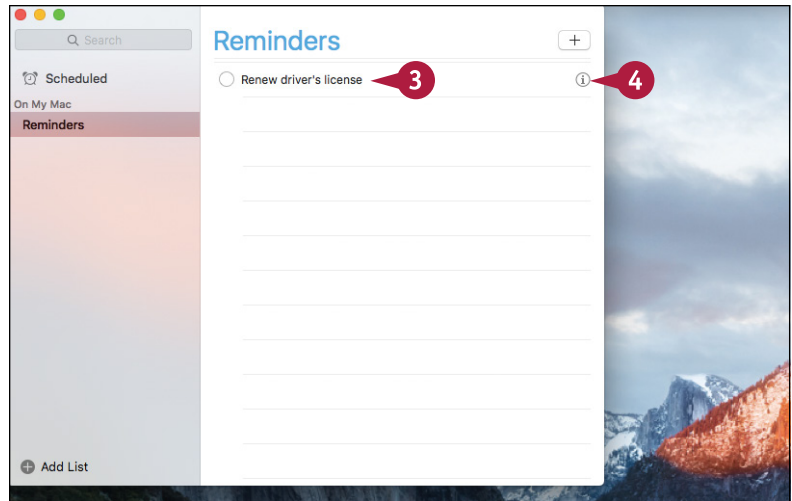 Search
Reminders
+
Scheduled
Renew driver's license
3
i
4
On My Mac
Reminders
Add List